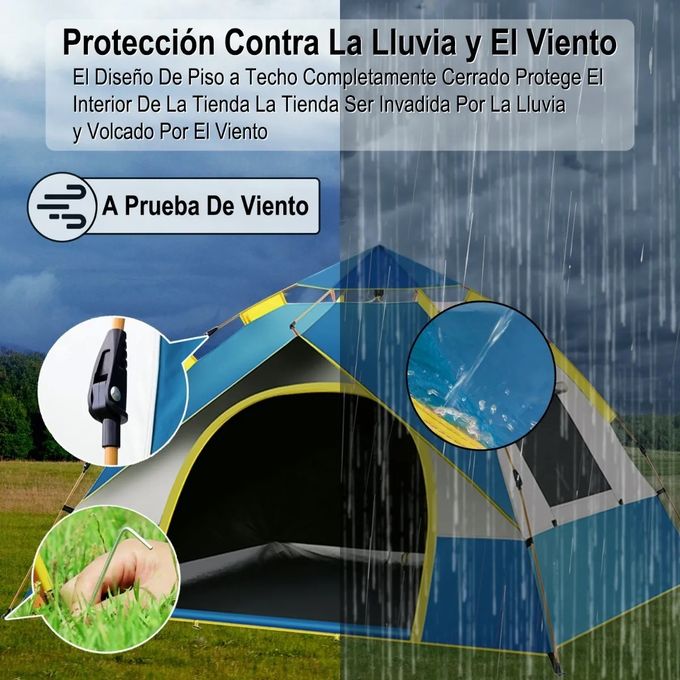 Protección Contra La Lluvia y El Viento
El Diseño De Piso a Techo Completamente Cerrado Protege El
Interior De La Tienda La Tienda Ser Invadida Por La Lluvia
y Volcado Por El Viento
A Prueba De Viento